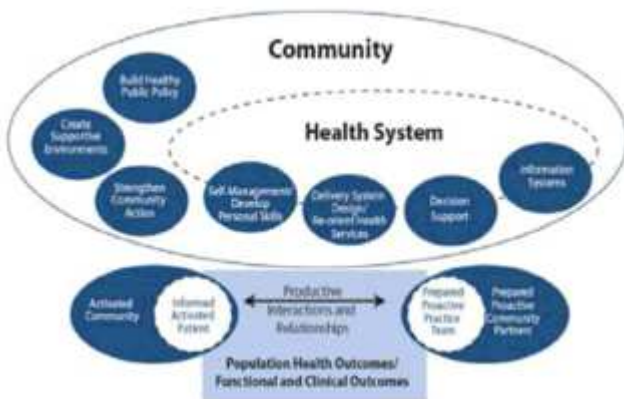 Community
Build Healthy
Public Policy
Health System
Create
Supportive
Environments
Information
Systems
Strengthen
Community
Action
Self-Management/
Develop
Personal Skills
Delivery System
Design/
Re-orient Health
Services
Decision
Support
Activated
Community
Informed
Activated
Patient
Productive
Interactions and
Relationships
Prepared
Proactive
Practice
Team
Prepared
Proactive
Community
Partners
Population Health Outcomes/
Functional and Clinical Outcomes